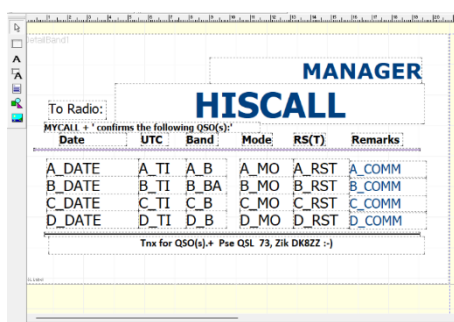 MANAGER
To Radio: HISCALL
MYCALL + ' confirms the following QSO(s):'
Date UTC Band Mode RS(T) Remarks
A_DATE A_TI A_B A_MO A_RST A_COMM
B_DATE B_TI B_BA B_MO B_RST B_COMM
C_DATE C_TI C_B C_MO C_RST C_COMM
D_DATE D_TI D_B D_MO D_RST D_COMM
Tnx for QSO(s).+ Pse QSL 73, Zik DK8ZZ :-)